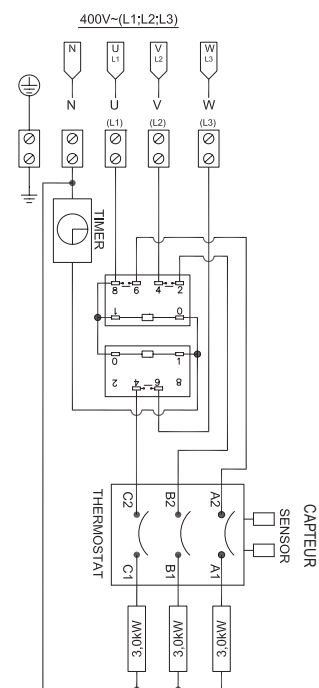 400V~(L1;L2;L3)
N U L1 V L2 W L3
N U V W
(L1) (L2) (L3)
TIMER
8 6 4 2
1 0
0 1
2 4 6 8
CAPTEUR
SENSOR
C2 B2 A2
THERMOSTAT
C1 B1 A1
3,0kW 3,0kW 3,0kW